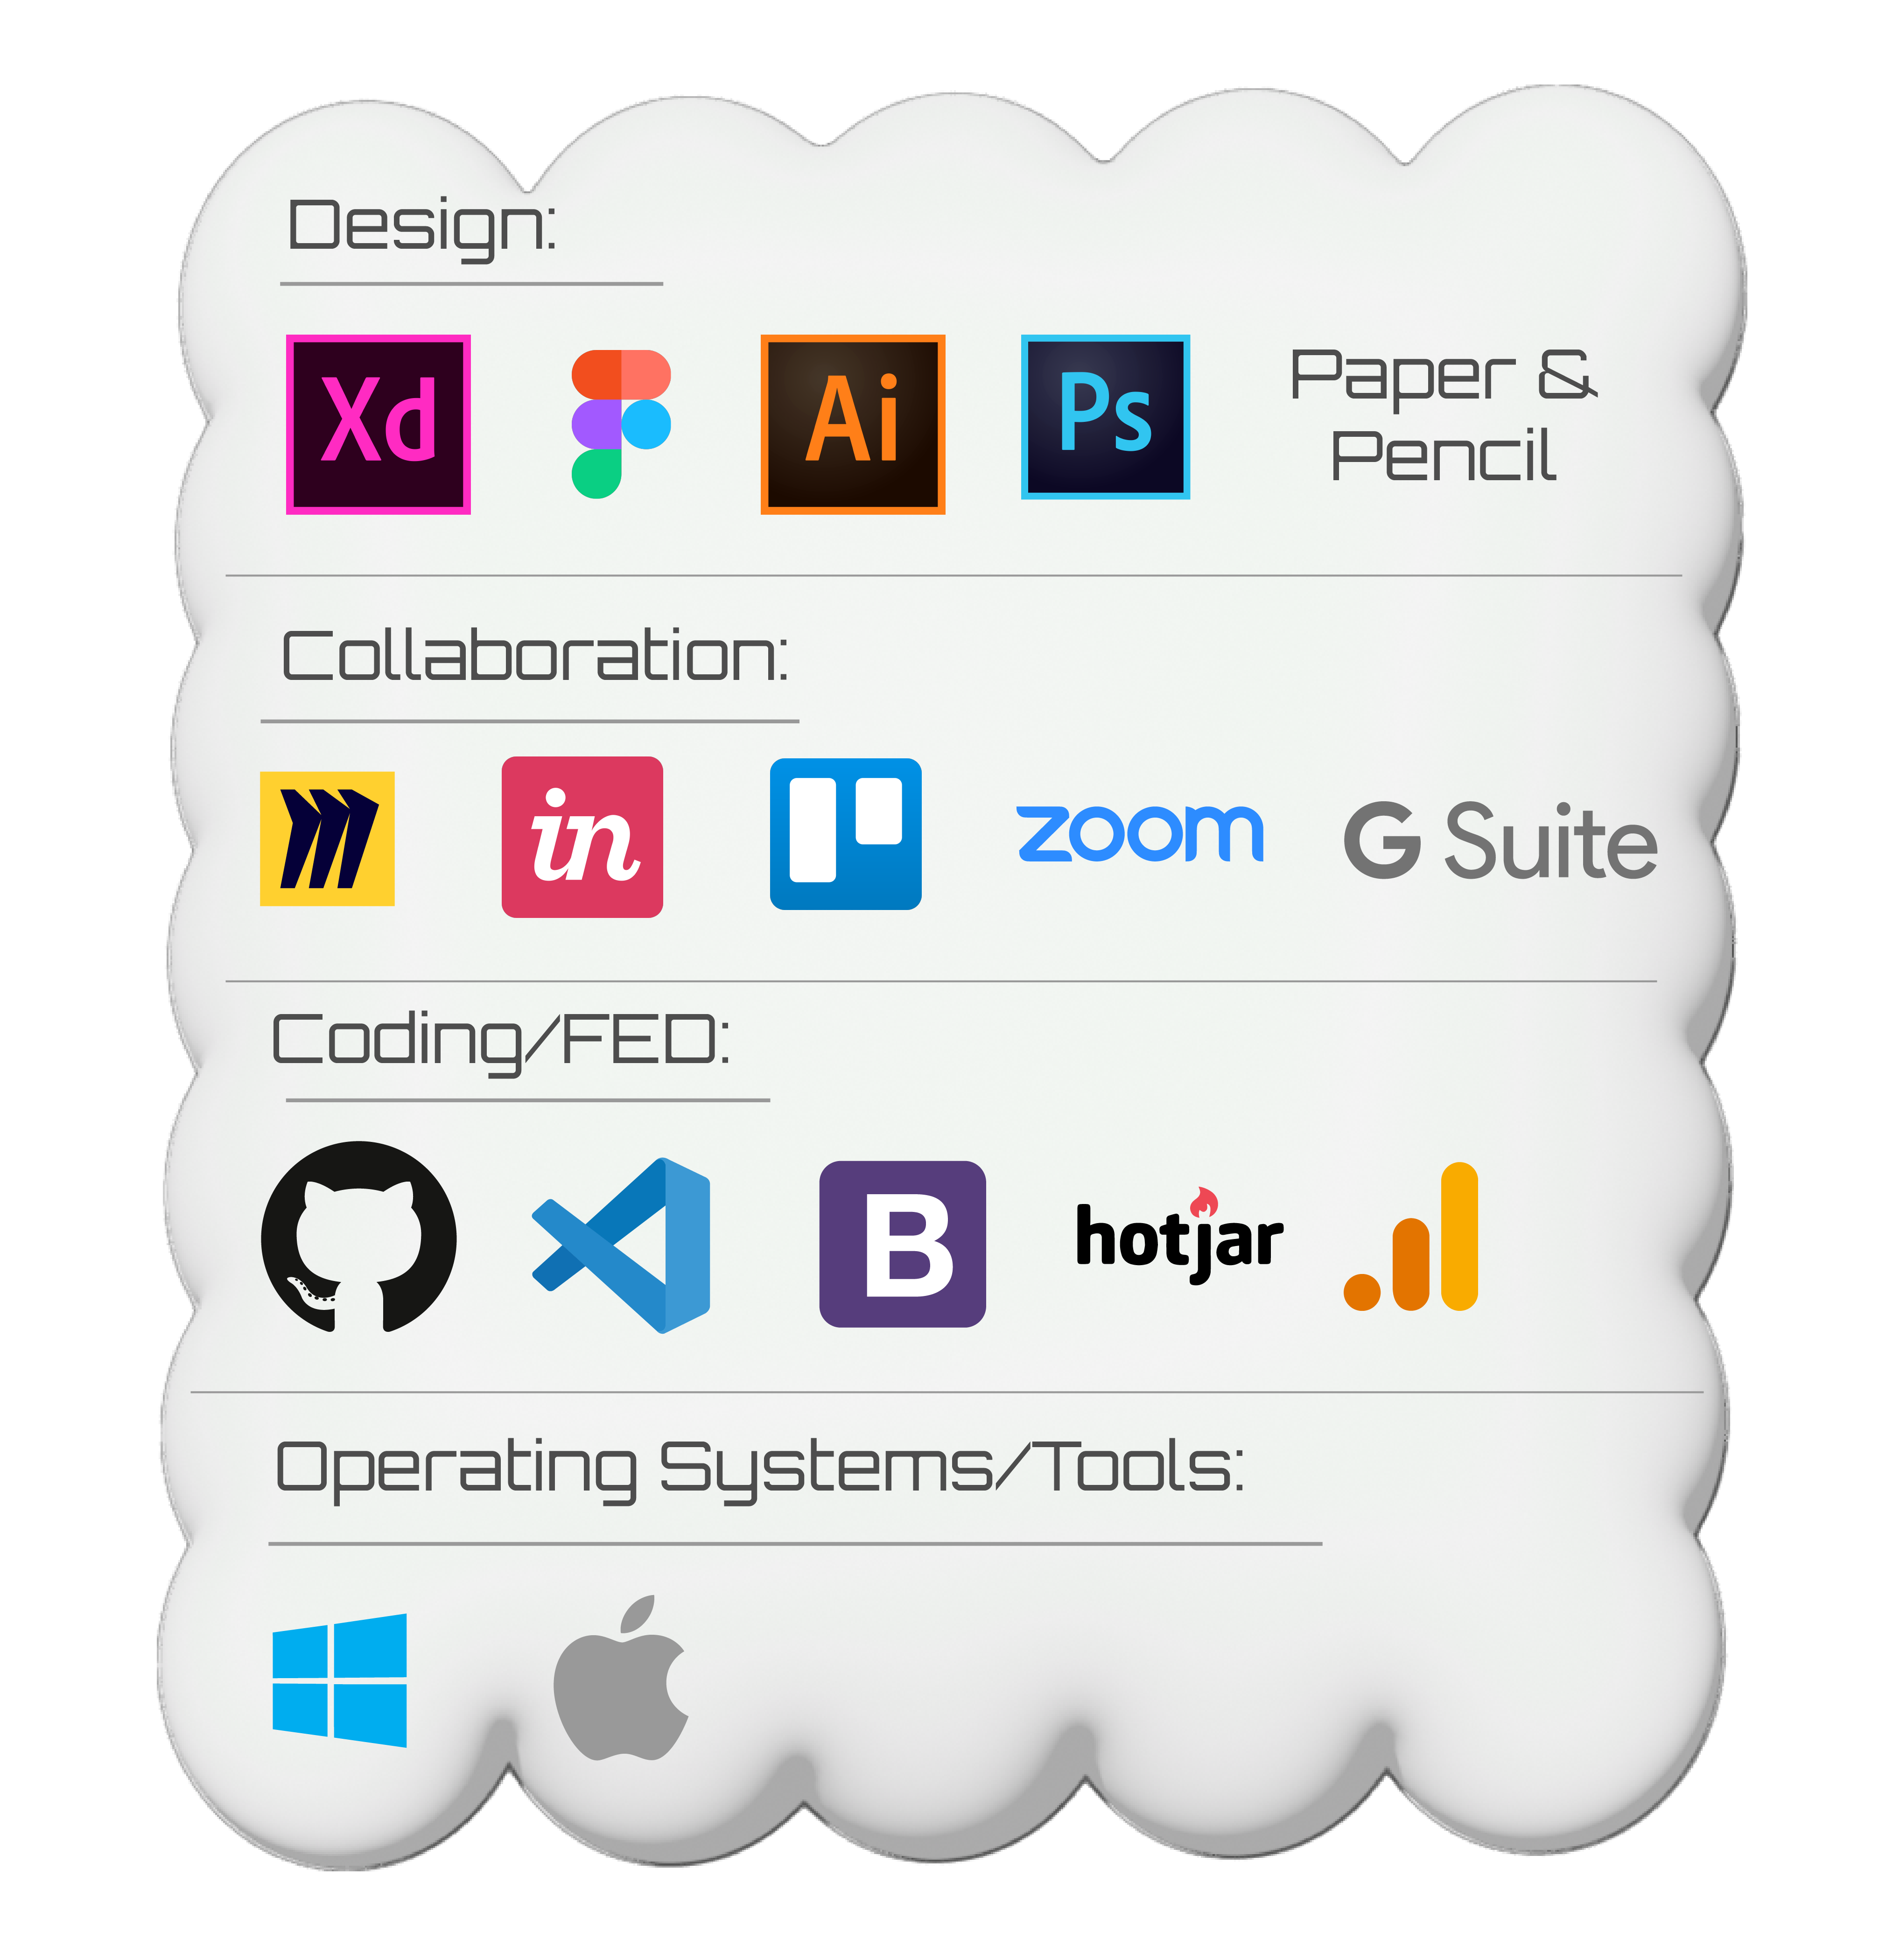 Design:
Xd
Ai
Ps
Paper &
Pencil
Collaboration:
in
zoom
G Suite
Coding/FED:
B
hotjar
Operating Systems/Tools: